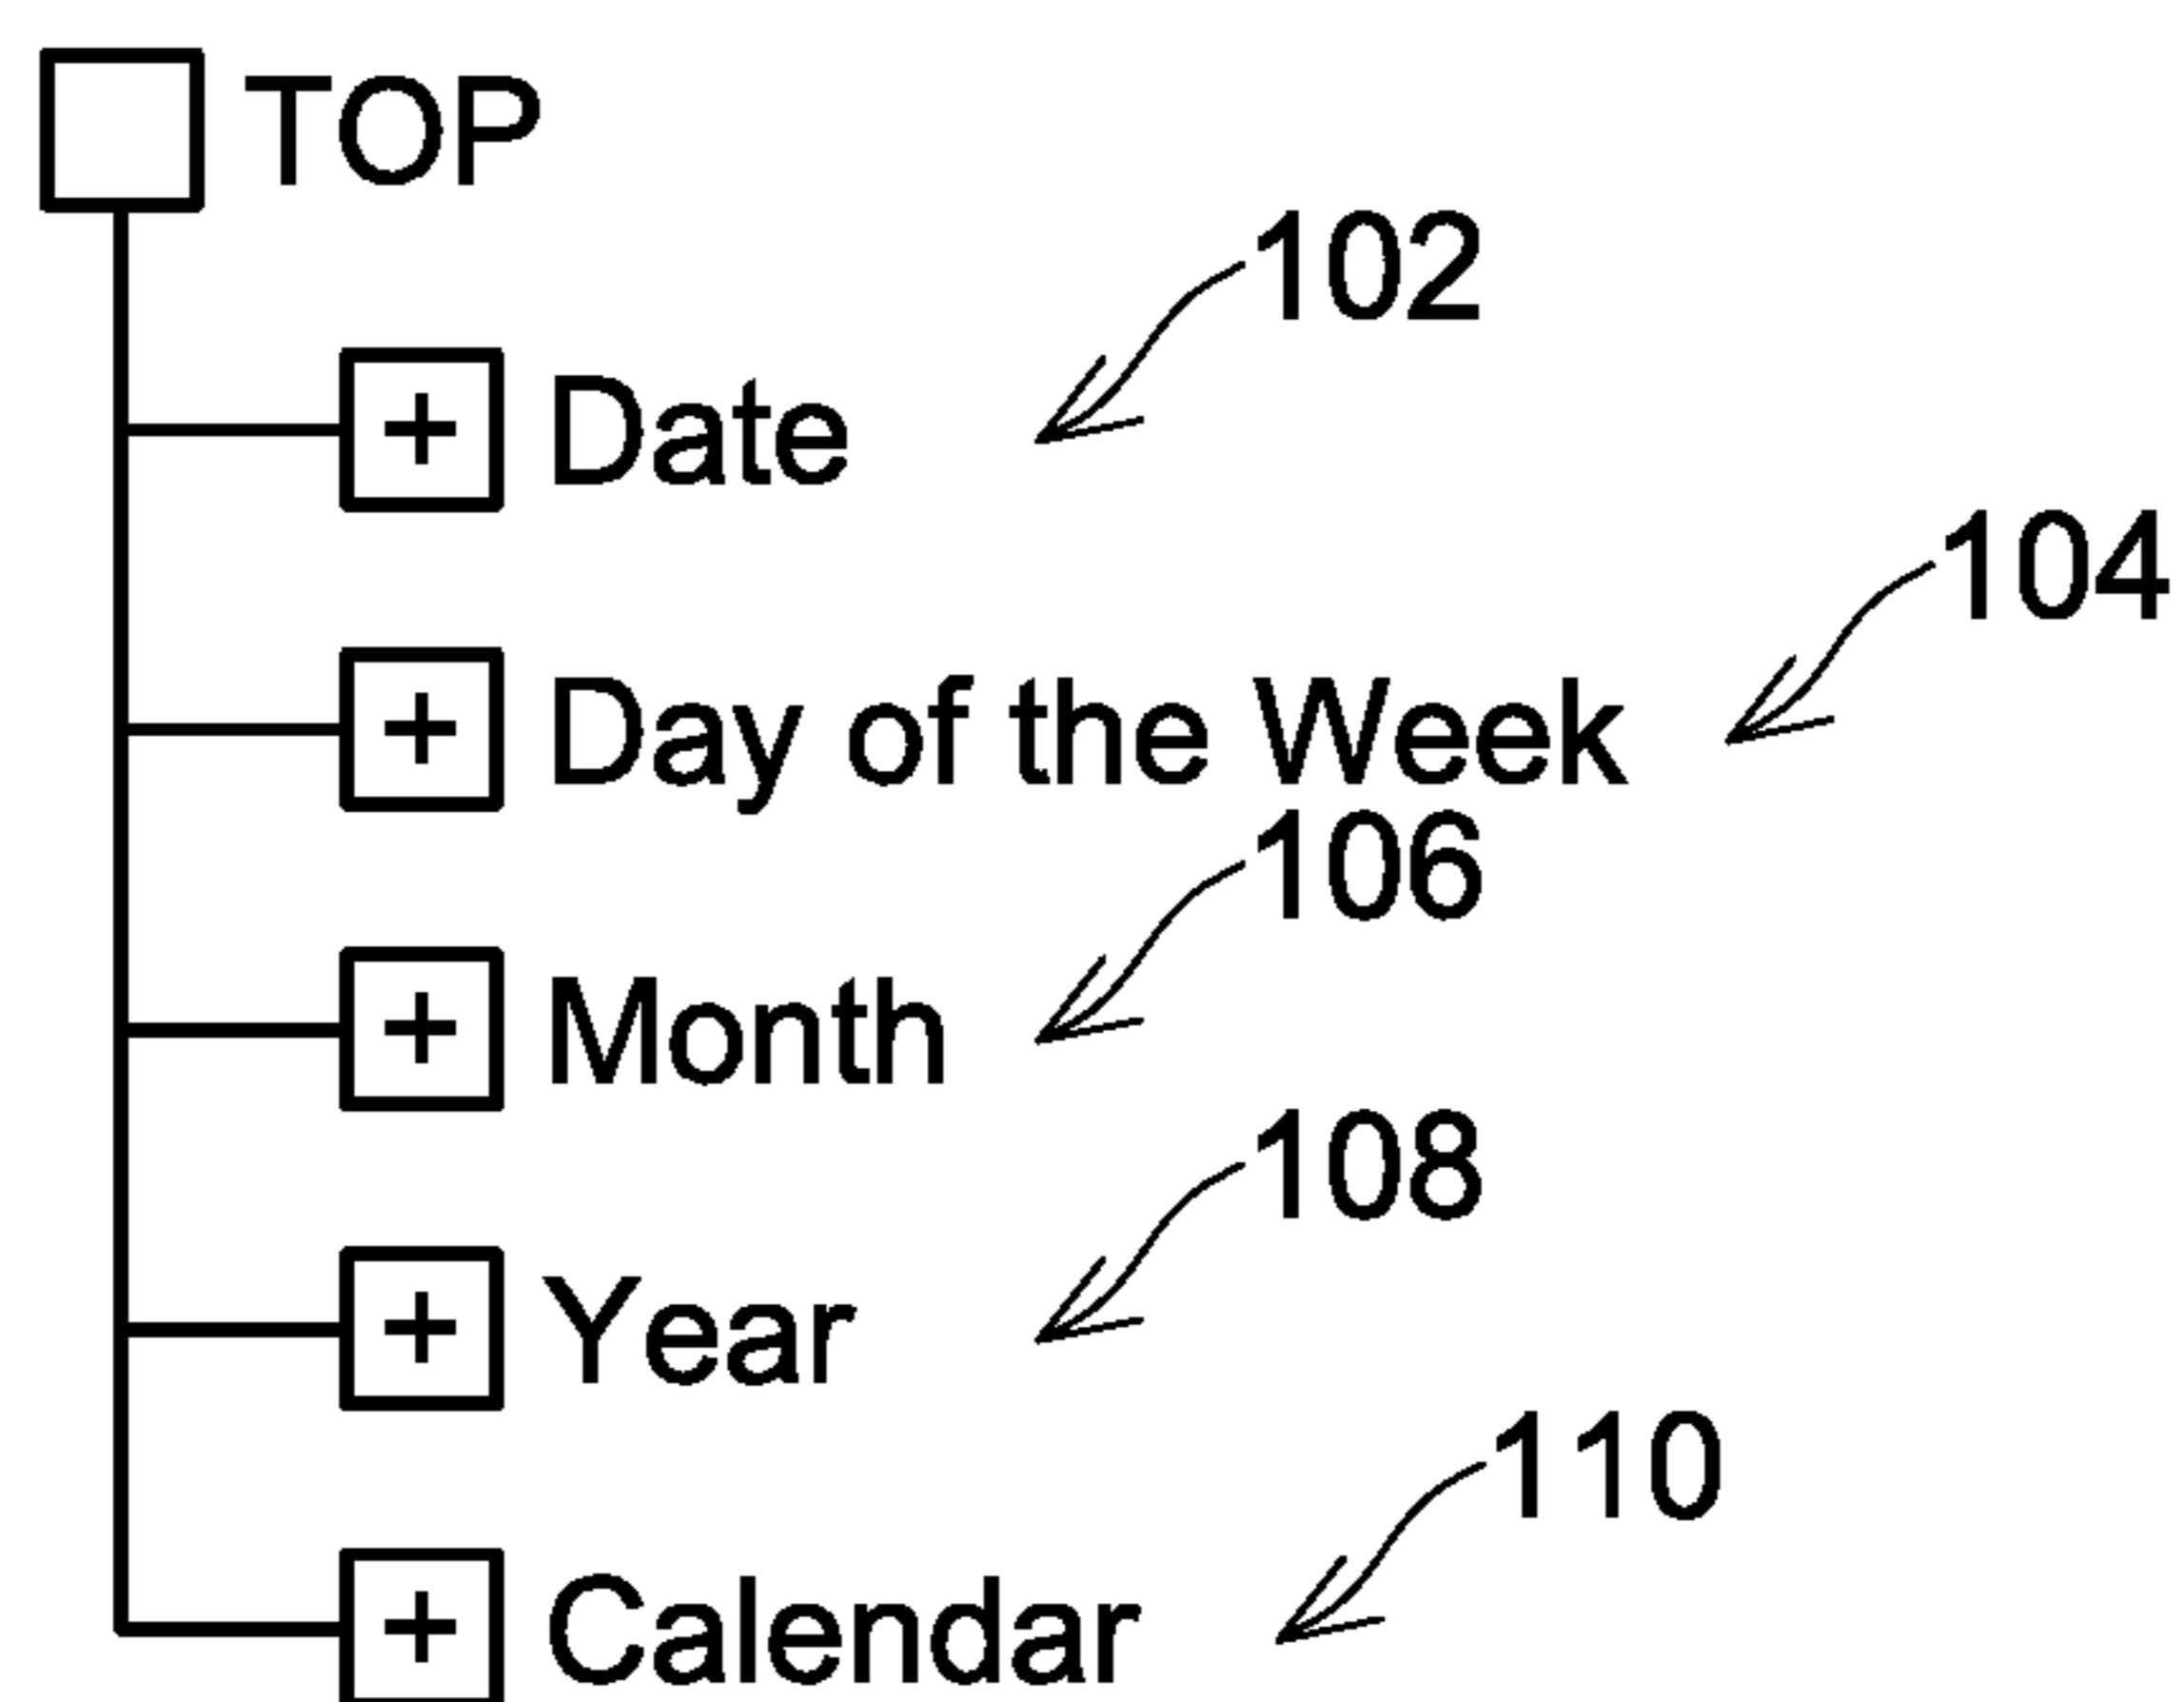 TOP
102
+ Date
104
+ Day of the Week
106
+ Month
108
+ Year
110
+ Calendar